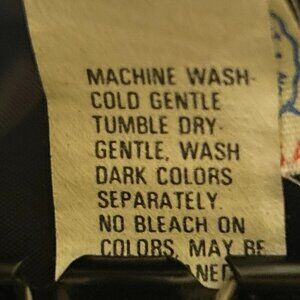 MACHINE WASH-
COLD GENTLE
TUMBLE DRY-
GENTLE, WASH
DARK COLORS
SEPARATELY.
NO BLEACH ON
COLORS, MAY BE